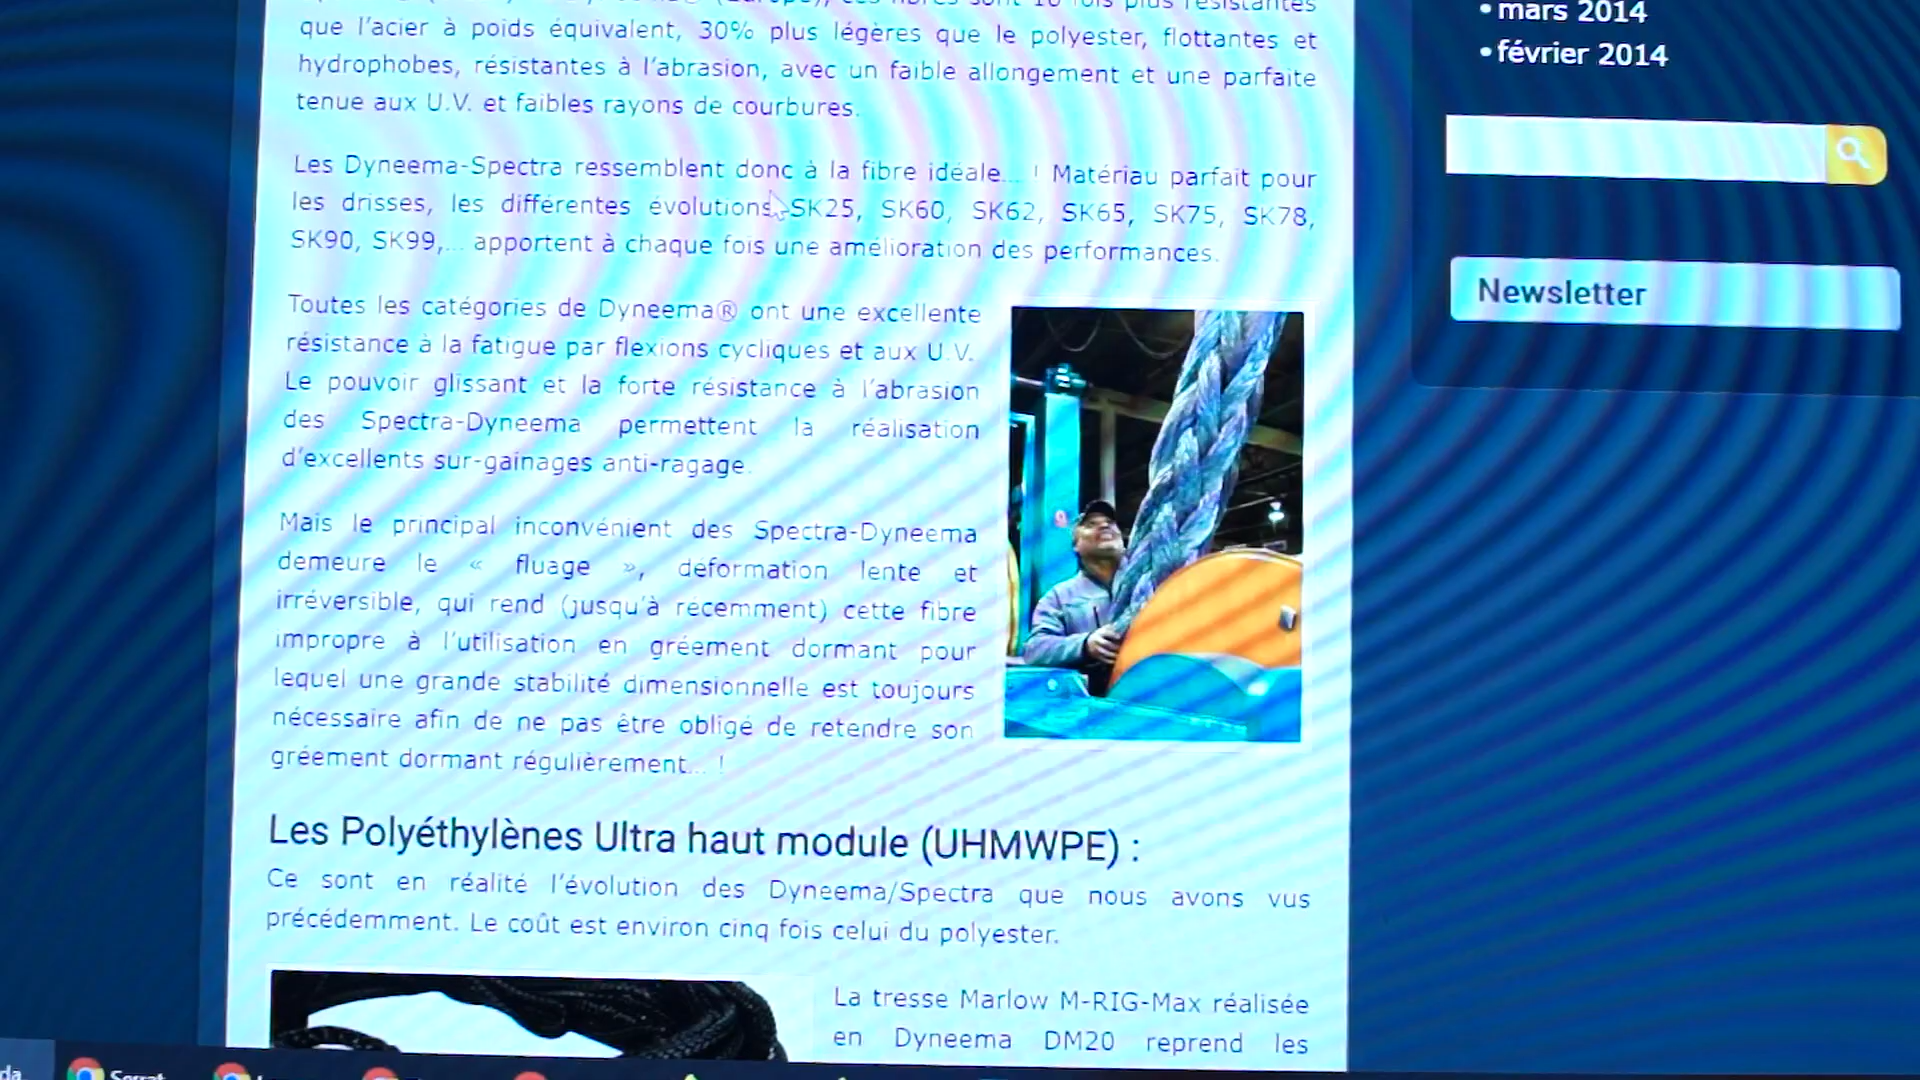 que l'acier à poids équivalent, 30% plus légères que le polyester, flottantes et
hydrophobes, résistantes à l'abrasion, avec un faible allongement et une parfaite
tenue aux U.V. et faibles rayons de courbures.
Les Dyneema-Spectra ressemblent donc à la fibre idéale... ! Matériau parfait pour
les drisses, les différentes évolutions SK25, SK60, SK62, SK65, SK75, SK78,
SK90, SK99,... apportent à chaque fois une amélioration des performances.
Toutes les catégories de Dyneema® ont une excellente
résistance à la fatigue par flexions cycliques et aux U.V.
Le pouvoir glissant et la forte résistance à l'abrasion
des Spectra-Dyneema permettent la réalisation
d'excellents sur-gainages anti-ragage.
Mais le principal inconvénient des Spectra-Dyneema
demeure le « fluage », déformation lente et
irréversible, qui rend (jusqu'à récemment) cette fibre
impropre à l'utilisation en gréement dormant pour
lequel une grande stabilité dimensionnelle est toujours
nécessaire afin de ne pas être obligé de retendre son
gréement dormant régulièrement... !
Les Polyéthylènes Ultra haut module (UHMWPE) :
Ce sont en réalité l'évolution des Dyneema/Spectra que nous avons vus
précédemment. Le coût est environ cinq fois celui du polyester.
La tresse Marlow M-RIG-Max réalisée
en Dyneema DM20 reprend les
• mars 2014
• février 2014
Newsletter